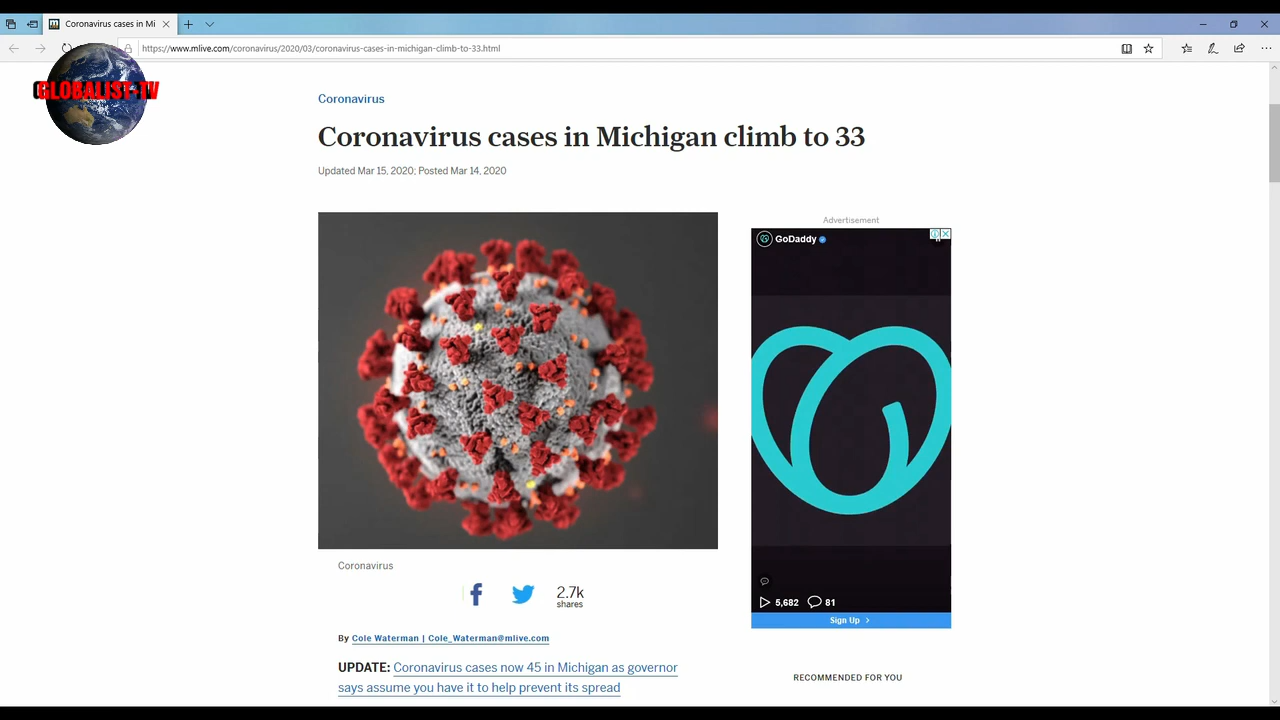 Coronavirus cases in Mi
https://www.mlive.com/coronavirus/2020/03/coronavirus-cases-in-michigan-climb-to-33.html
GLOBALIST-TV
Coronavirus
Coronavirus cases in Michigan climb to 33
Updated Mar 15, 2020; Posted Mar 14, 2020
Advertisement
GoDaddy
Coronavirus
2.7k
shares
5,682 81
Sign Up >
By Cole Waterman | Cole_Waterman@mlive.com
UPDATE: Coronavirus cases now 45 in Michigan as governor
says assume you have it to help prevent its spread
RECOMMENDED FOR YOU